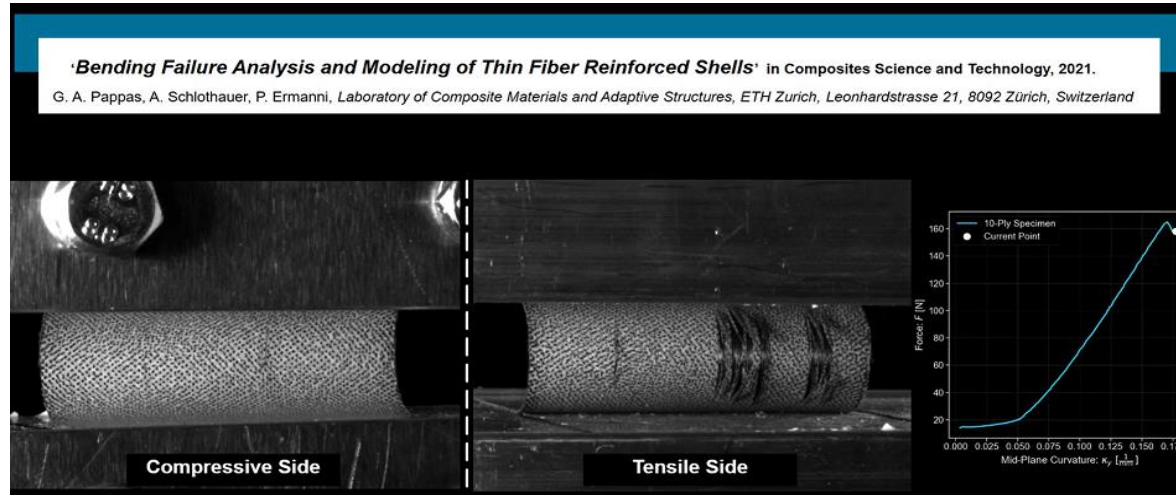 ‘Bending Failure Analysis and Modeling of Thin Fiber Reinforced Shells’ in Composites Science and Technology, 2021.
G. A. Pappas, A. Schlothauer, P. Ermanni, Laboratory of Composite Materials and Adaptive Structures, ETH Zurich, Leonhardstrasse 21, 8092 Zürich, Switzerland
Compressive Side
Tensile Side
10-Ply Specimen
Current Point
Force: F [N]
160
140
120
100
80
60
40
20
0.000 0.025 0.050 0.075 0.100 0.125 0.150
Mid-Plane Curvature: κy [1/mm]